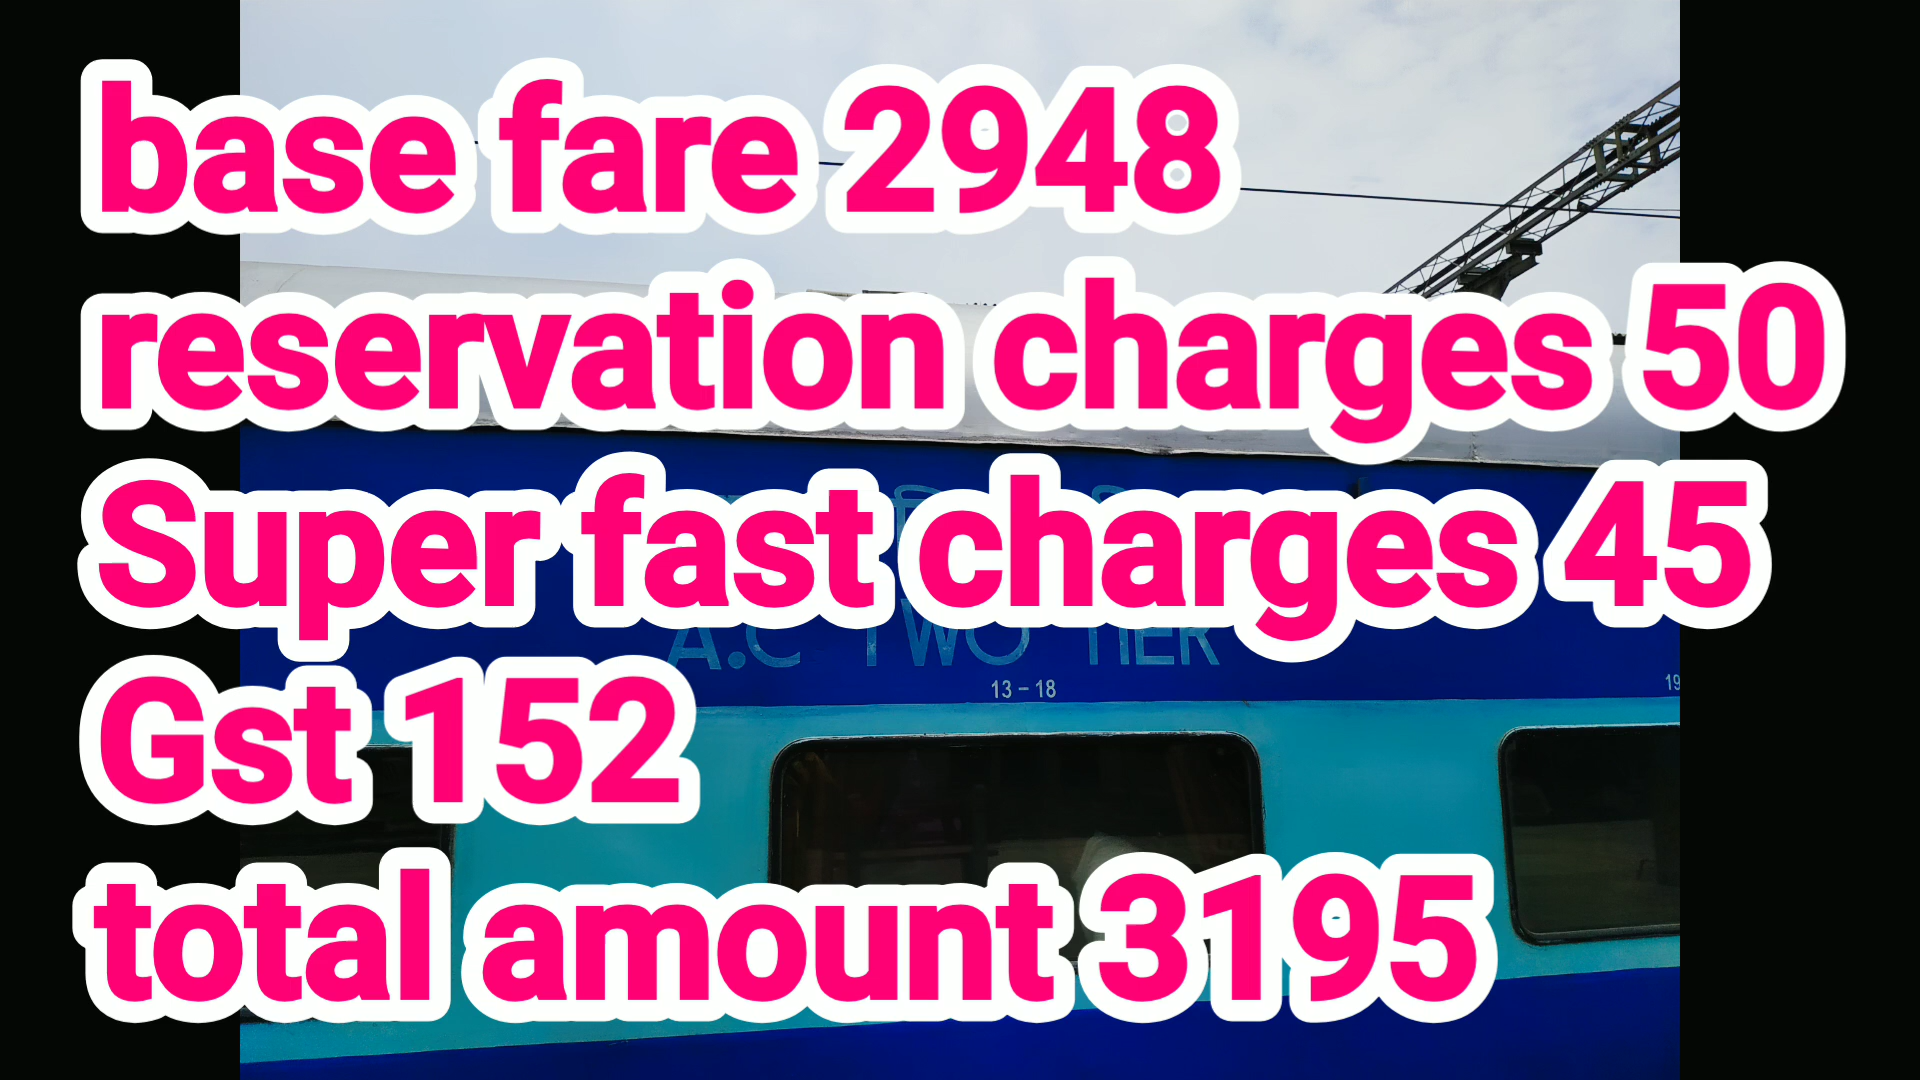 base fare 2948
reservation charges 50
Super fast charges 45
A.C TWO TIER
13-18
Gst 152
19
total amount 3195